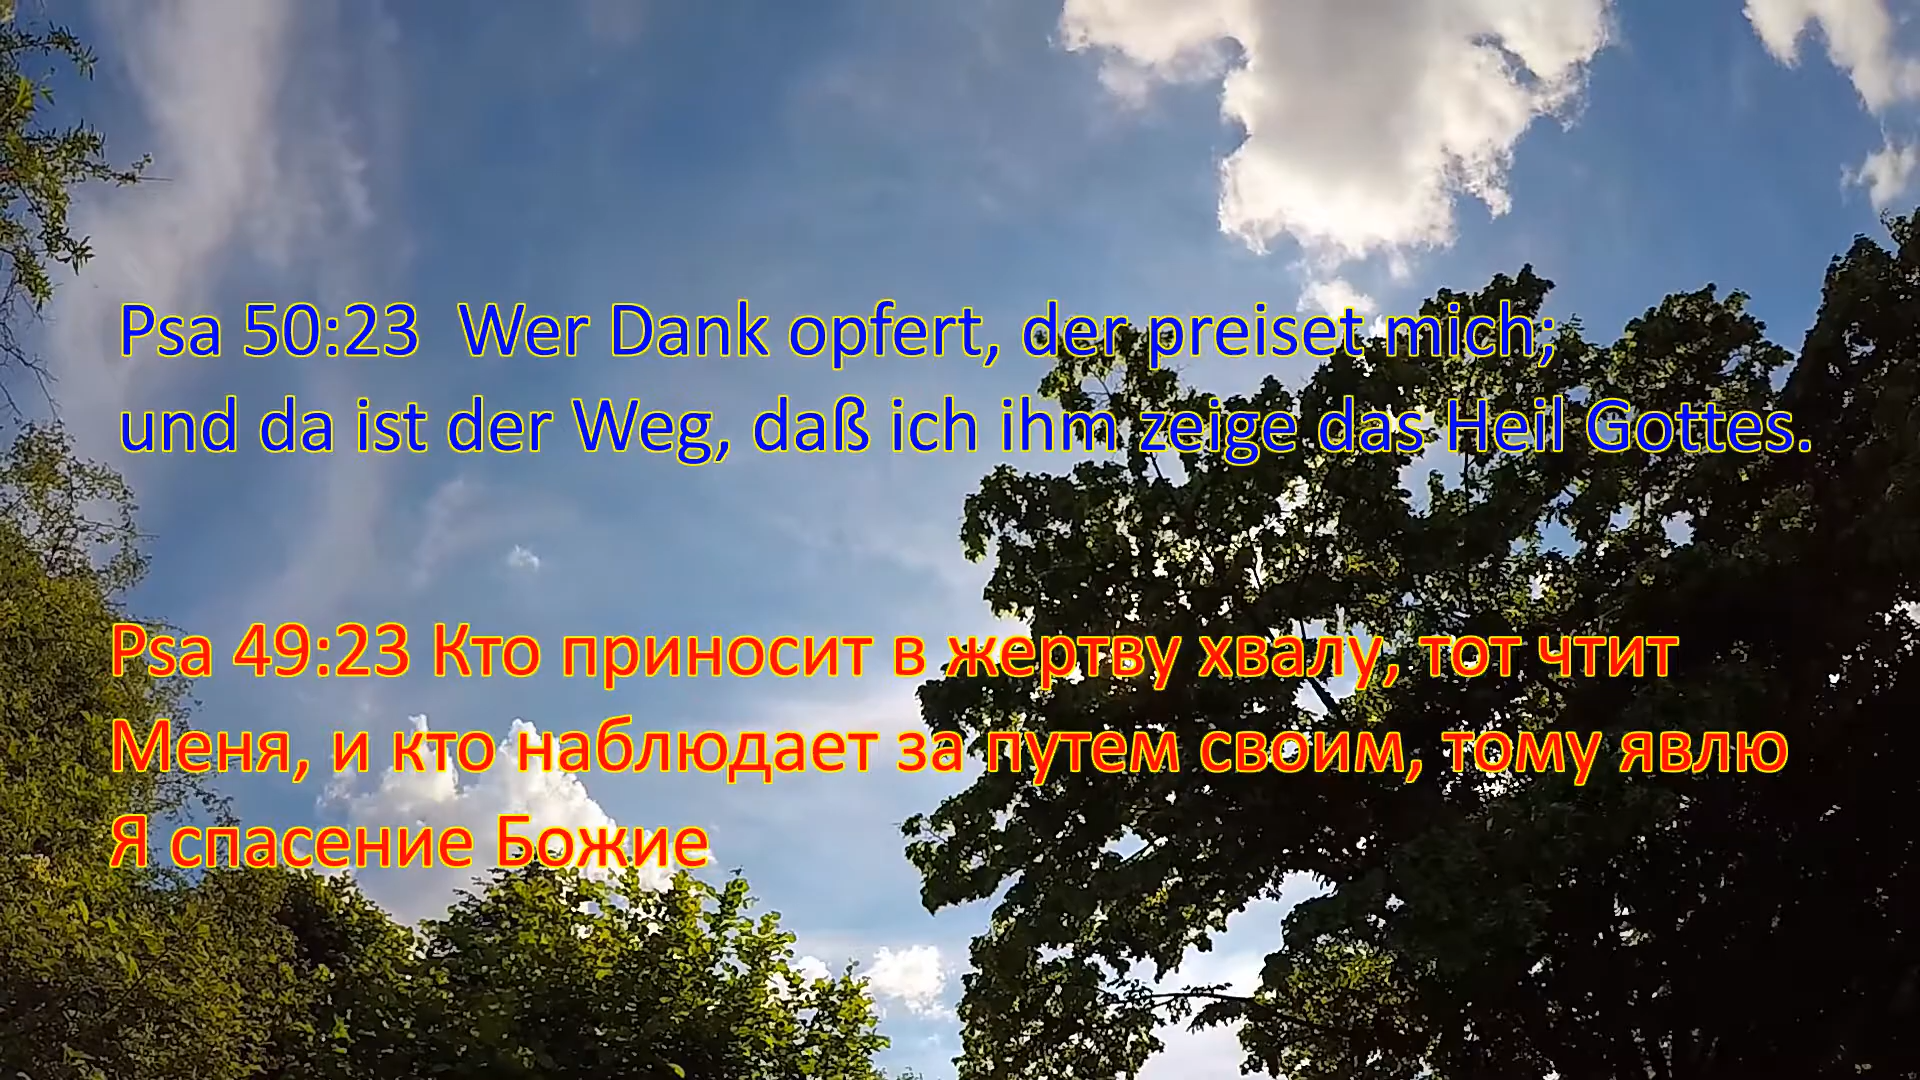 Psa 50:23  Wer Dank opfert, der preiset mich;
und da ist der Weg, daß ich ihm zeige das Heil Gottes.
Psa 49:23 Кто приносит в жертву хвалу, тот чтит
Меня, и кто наблюдает за путем своим, тому явлю
Я спасение Божие